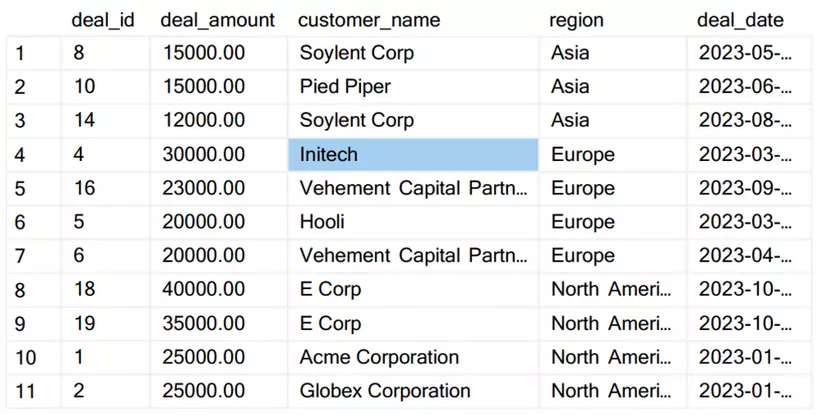 deal_id deal_amount customer_name region deal_date
1 8 15000.00 Soylent Corp Asia 2023-05-...
2 10 15000.00 Pied Piper Asia 2023-06-...
3 14 12000.00 Soylent Corp Asia 2023-08-...
4 4 30000.00 Initech Europe 2023-03-...
5 16 23000.00 Vehement Capital Partn... Europe 2023-09-...
6 5 20000.00 Hooli Europe 2023-03-...
7 6 20000.00 Vehement Capital Partn... Europe 2023-04-...
8 18 40000.00 E Corp North Ameri... 2023-10-...
9 19 35000.00 E Corp North Ameri... 2023-10-...
10 1 25000.00 Acme Corporation North Ameri... 2023-01-...
11 2 25000.00 Globex Corporation North Ameri... 2023-01-...